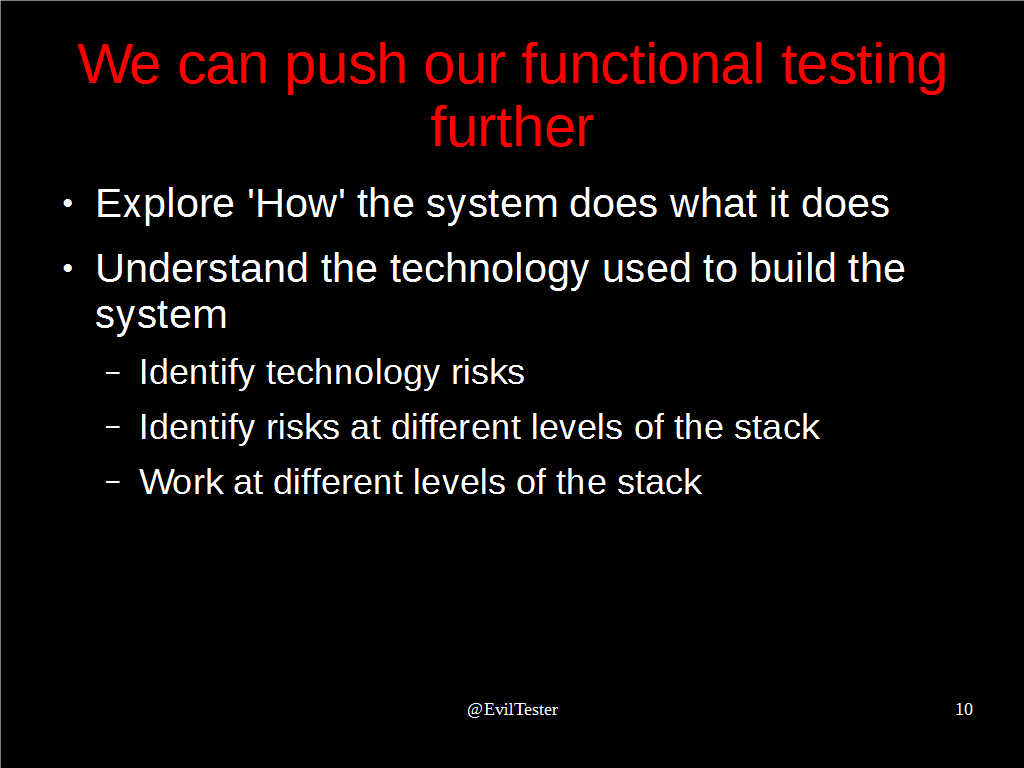 We can push our functional testing
further
• Explore 'How' the system does what it does
• Understand the technology used to build the
system
– Identify technology risks
– Identify risks at different levels of the stack
– Work at different levels of the stack
@EvilTester
10